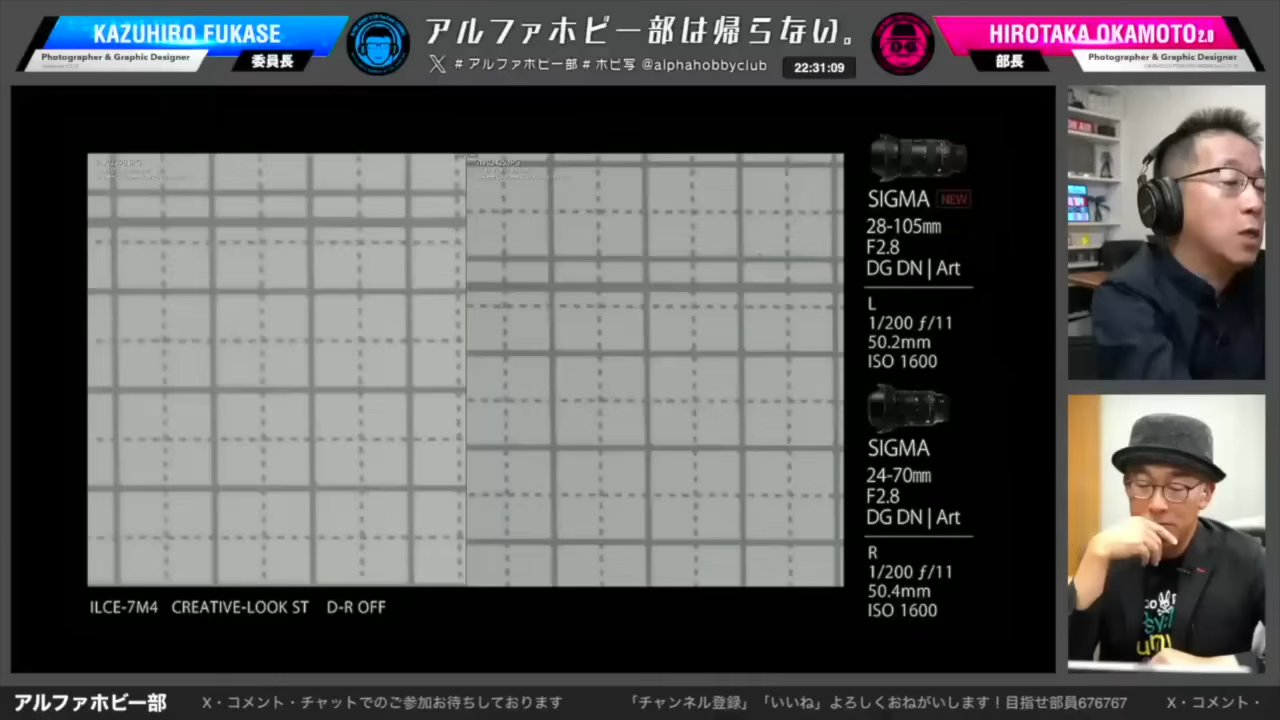 KAZUHIRO FUKASE
Photographer & Graphic Designer
委員長
アルファホビー部は帰らない。
X #アルファホビー部 #ホビ写 @alphahobbyclub
22:31:09
HIROTAKA OKAMOTO2.0
部長
Photographer & Graphic Designer
SIGMA NEW
28-105mm
F2.8
DG DN | Art
L
1/200 ƒ/11
50.2mm
ISO 1600
SIGMA
24-70mm
F2.8
DG DN | Art
R
1/200 ƒ/11
50.4mm
ISO 1600
ILCE-7M4 CREATIVE-LOOK ST D-R OFF
アルファホビー部
X・コメント・チャットでのご参加お待ちしております 「チャンネル登録」「いいね」よろしくおねがいします！目指せ部員676767 X・コメント・